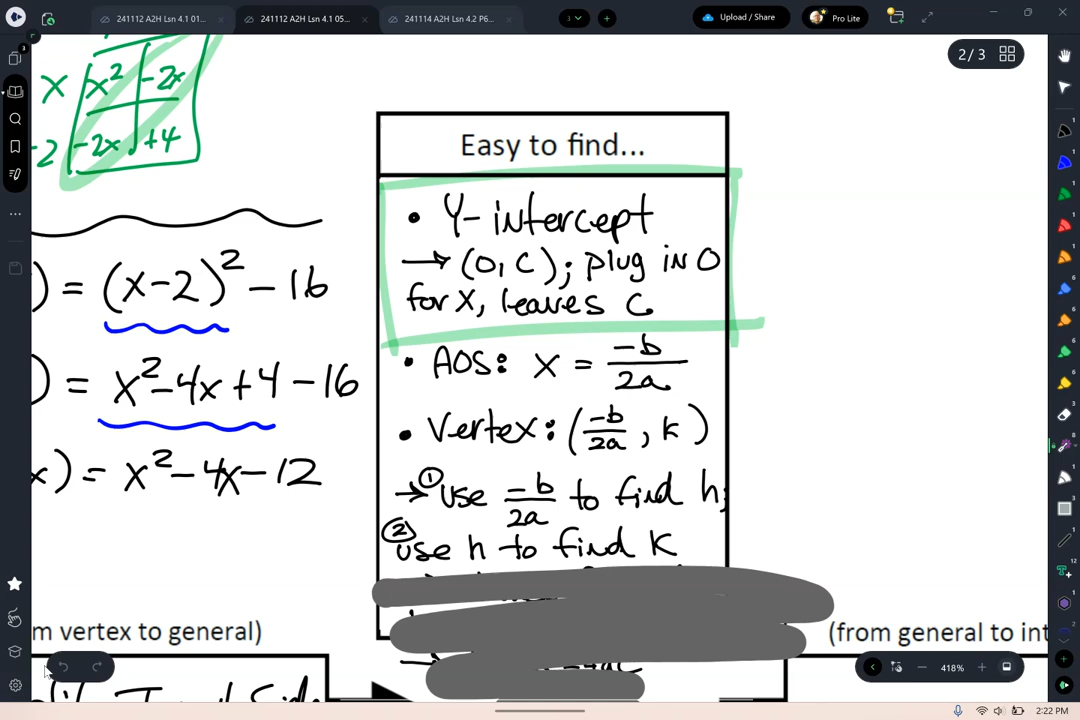 241112 A2H Lsn 4.1 01...
241112 A2H Lsn 4.1 05...
241114 A2H Lsn 4.2 P6...
3
Upload / Share
Pro Lite
2/3
x x² -2x
-2 -2x +4
) = (x-2)² - 16
) = x² - 4x + 4 - 16
x) = x² - 4x - 12
Easy to find...
• Y-intercept
→ (0, C); plug in 0
for X, leaves C.
• AOS: X = -b/2a
• Vertex: (-b/2a, K)
→ ① Use -b/2a to find h;
② use h to find K
m vertex to general)
(from general to int
418%
2:22 PM